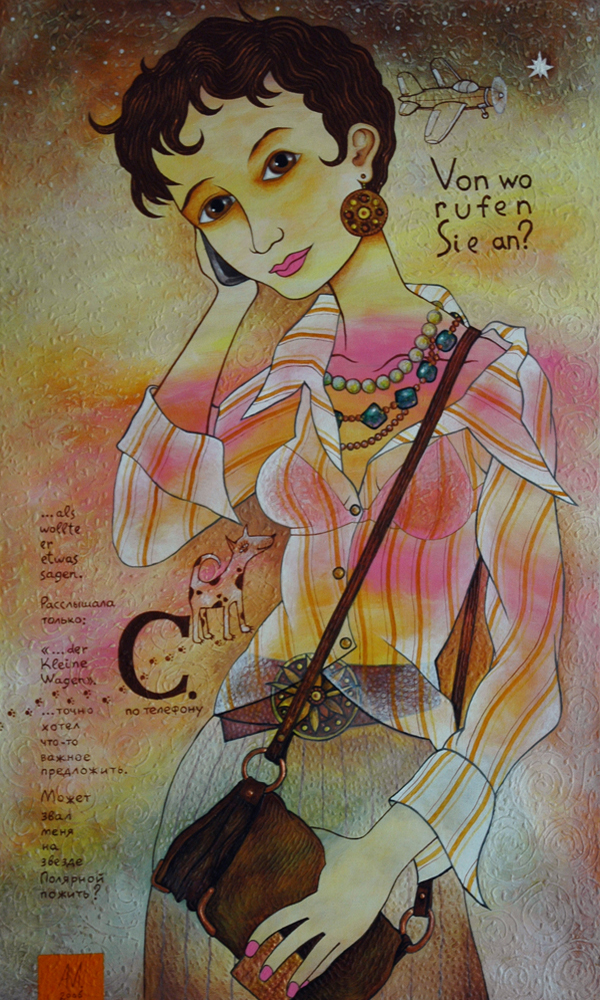 Von wo
rufen
Sie an?
...als
wollte
er
etwas
sagen.
Расслышала
только:
«...der
Kleine
Wagen».
С.
по телефону
...точно
хотел
что-то
важное
предложить.
Может
звал
меня
на
звезде
Полярной
пожить?